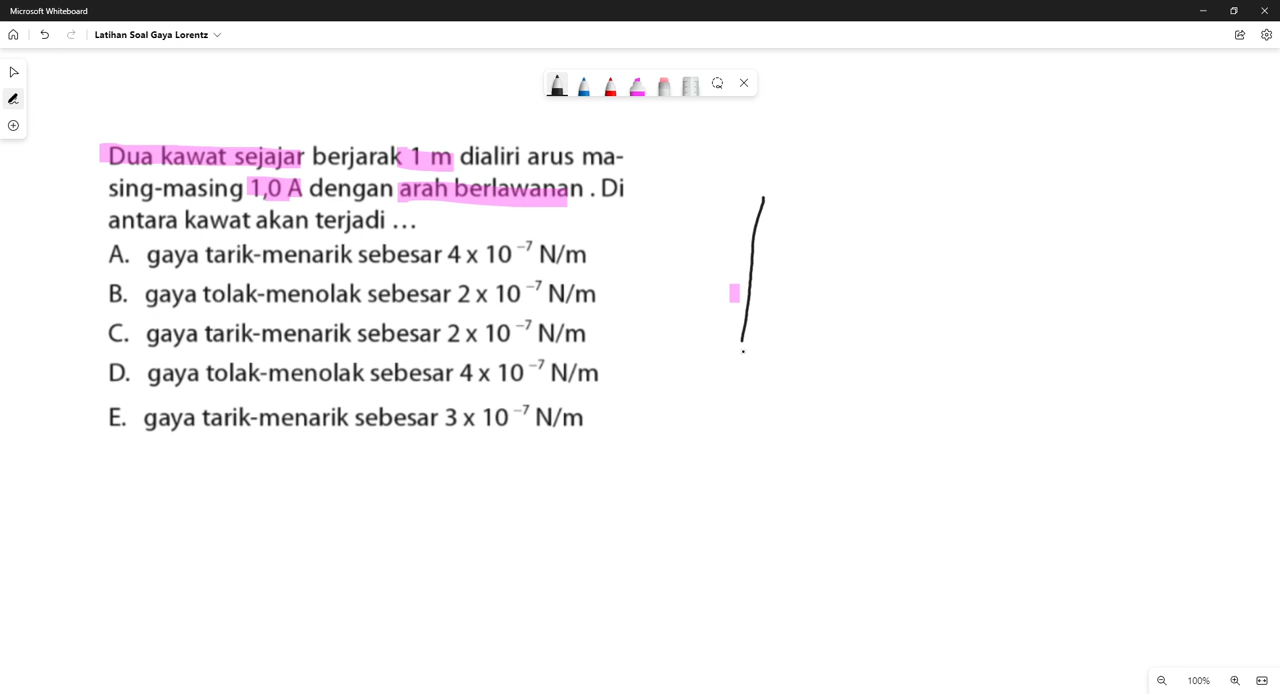 Microsoft Whiteboard
Latihan Soal Gaya Lorentz
Dua kawat sejajar berjarak 1 m dialiri arus ma-
sing-masing 1,0 A dengan arah berlawanan . Di
antara kawat akan terjadi ...
A. gaya tarik-menarik sebesar 4 x 10⁻⁷ N/m
B. gaya tolak-menolak sebesar 2 x 10⁻⁷ N/m
C. gaya tarik-menarik sebesar 2 x 10⁻⁷ N/m
D. gaya tolak-menolak sebesar 4 x 10⁻⁷ N/m
E. gaya tarik-menarik sebesar 3 x 10⁻⁷ N/m
100%